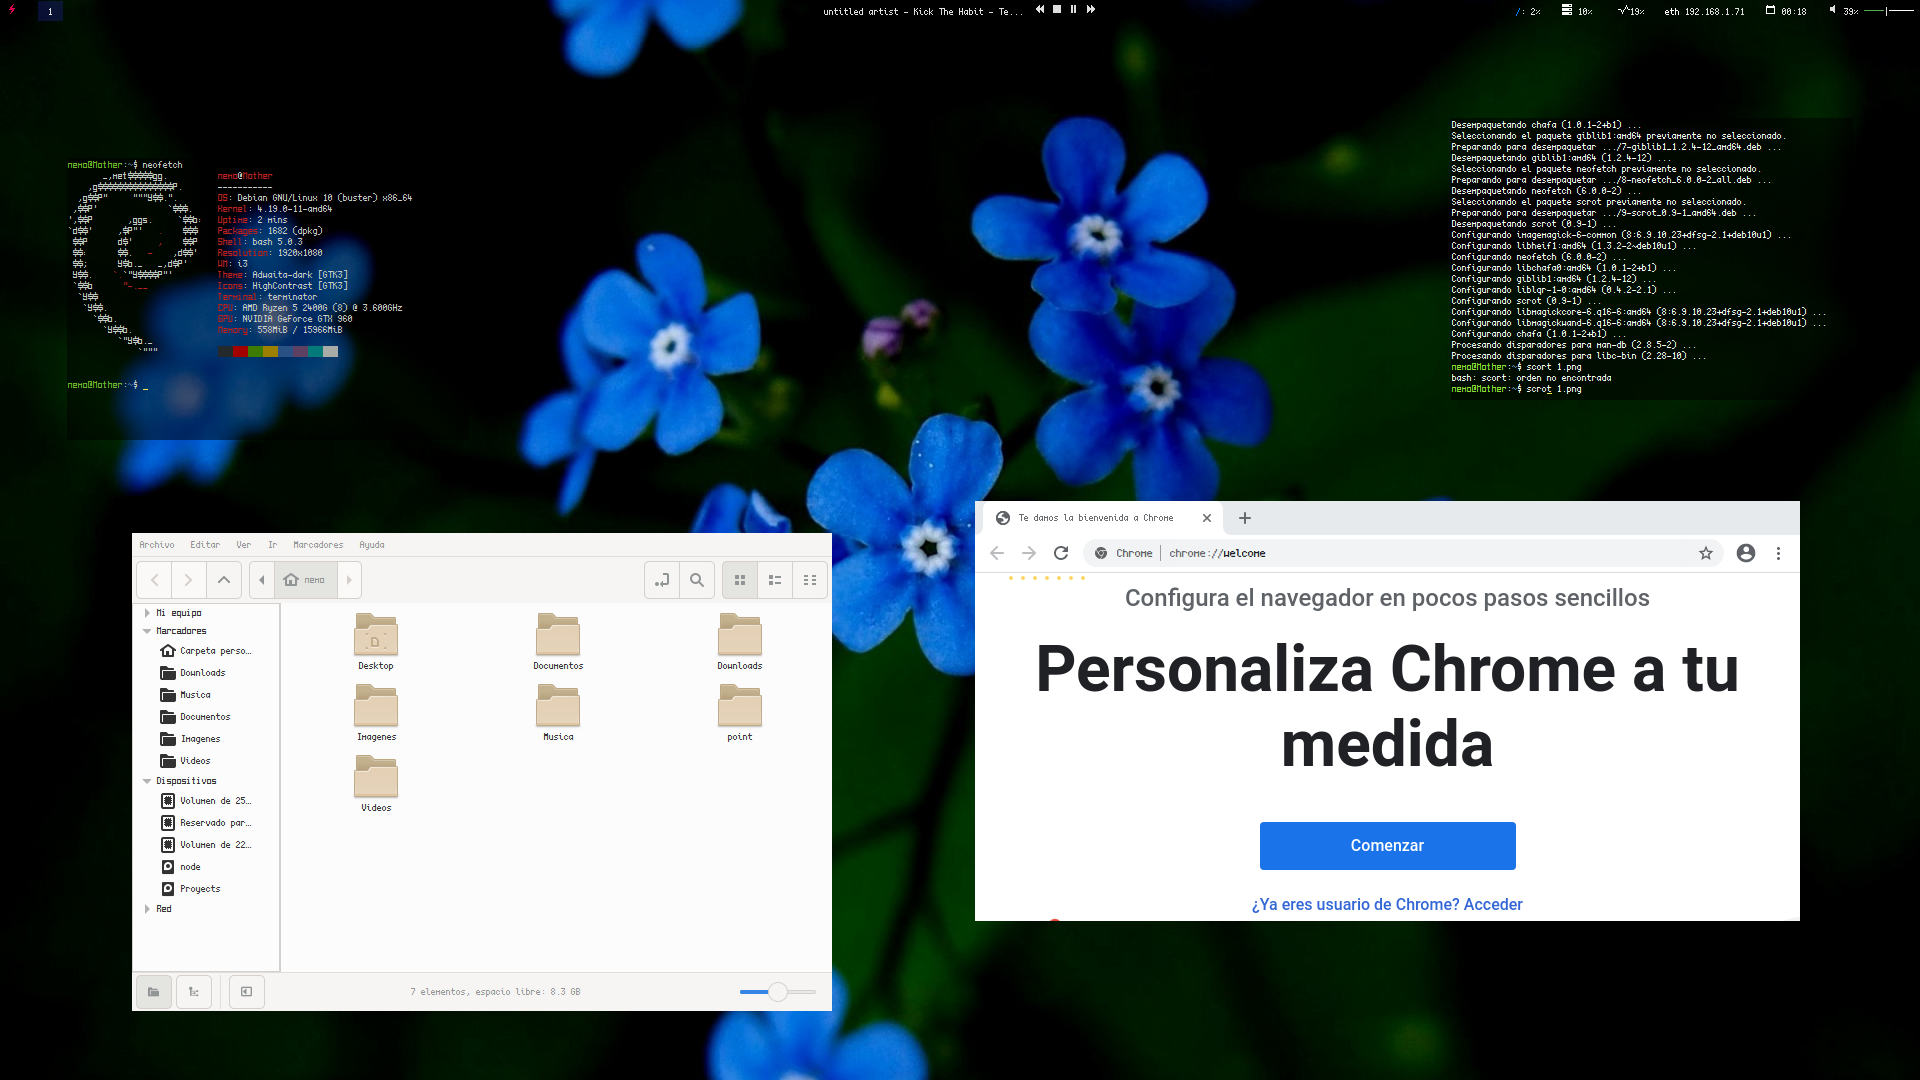 1
untitled artist - Kick The Habit - Te...
/: 2%
10%
19%
eth 192.168.1.71
00:18
39%
nemo@Mother:~$ neofetch
nemo@Mother
-----------
OS: Debian GNU/Linux 10 (buster) x86_64
Kernel: 4.19.0-11-amd64
Uptime: 2 mins
Packages: 1682 (dpkg)
Shell: bash 5.0.3
Resolution: 1920x1080
WM: i3
Theme: Adwaita-dark [GTK3]
Icons: HighContrast [GTK3]
Terminal: terminator
CPU: AMD Ryzen 5 2400G (8) @ 3.600GHz
GPU: NVIDIA GeForce GTX 960
Memory: 558MiB / 15966MiB
nemo@Mother:~$ _
Desempaquetando chafa (1.0.1-2+b1) ...
Seleccionando el paquete giblib1:amd64 previamente no seleccionado.
Preparando para desempaquetar .../7-giblib1_1.2.4-12_amd64.deb ...
Desempaquetando giblib1:amd64 (1.2.4-12) ...
Seleccionando el paquete neofetch previamente no seleccionado.
Preparando para desempaquetar .../8-neofetch_6.0.0-2_all.deb ...
Desempaquetando neofetch (6.0.0-2) ...
Seleccionando el paquete scrot previamente no seleccionado.
Preparando para desempaquetar .../9-scrot_0.9-1_amd64.deb ...
Desempaquetando scrot (0.9-1) ...
Configurando imagemagick-6-common (8:6.9.10.23+dfsg-2.1+deb10u1) ...
Configurando libheif1:amd64 (1.3.2-2~deb10u1) ...
Configurando neofetch (6.0.0-2) ...
Configurando libchafa0:amd64 (1.0.1-2+b1) ...
Configurando giblib1:amd64 (1.2.4-12) ...
Configurando liblqr-1-0:amd64 (0.4.2-2.1) ...
Configurando scrot (0.9-1) ...
Configurando libmagickcore-6.q16-6:amd64 (8:6.9.10.23+dfsg-2.1+deb10u1) ...
Configurando libmagickwand-6.q16-6:amd64 (8:6.9.10.23+dfsg-2.1+deb10u1) ...
Configurando chafa (1.0.1-2+b1) ...
Procesando disparadores para man-db (2.8.5-2) ...
Procesando disparadores para libc-bin (2.28-10) ...
nemo@Mother:~$ scort 1.png
bash: scort: orden no encontrada
nemo@Mother:~$ scrot 1.png
Archivo Editar Ver Ir Marcadores Ayuda
nemo
Mi equipo
Marcadores
Carpeta perso...
Downloads
Musica
Documentos
Imagenes
Videos
Dispositivos
Volumen de 25...
Reservado par...
Volumen de 22...
node
Proyects
Red
Desktop
Documentos
Downloads
Imagenes
Musica
point
Videos
7 elementos, espacio libre: 8.3 GB
Te damos la bienvenida a Chrome
Chrome | chrome://welcome
Configura el navegador en pocos pasos sencillos
Personaliza Chrome a tu
medida
Comenzar
¿Ya eres usuario de Chrome? Acceder